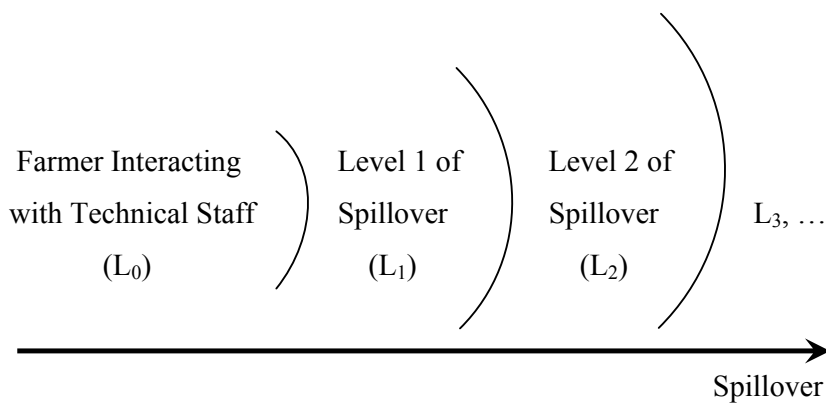 Farmer Interacting
with Technical Staff
(L₀)
Level 1 of
Spillover
(L₁)
Level 2 of
Spillover
(L₂)
L₃, …
Spillover